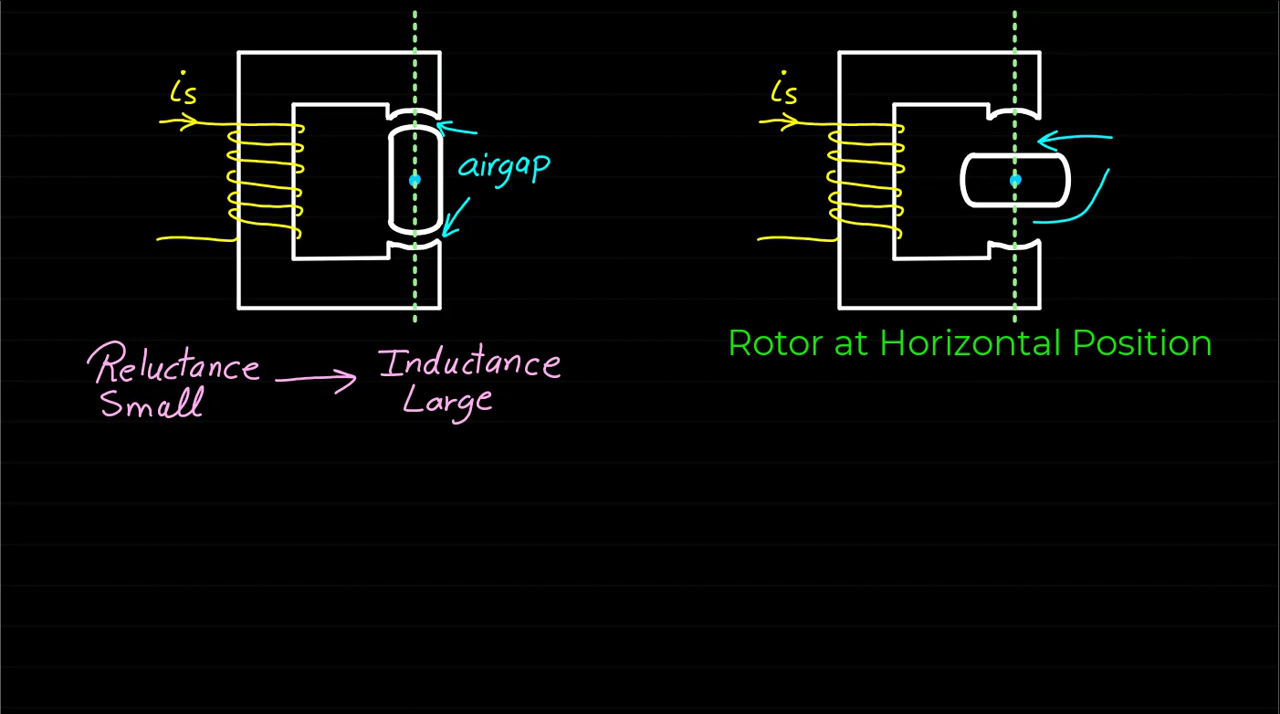 is
is
airgap
Rotor at Horizontal Position
Reluctance
Small
Inductance
Large